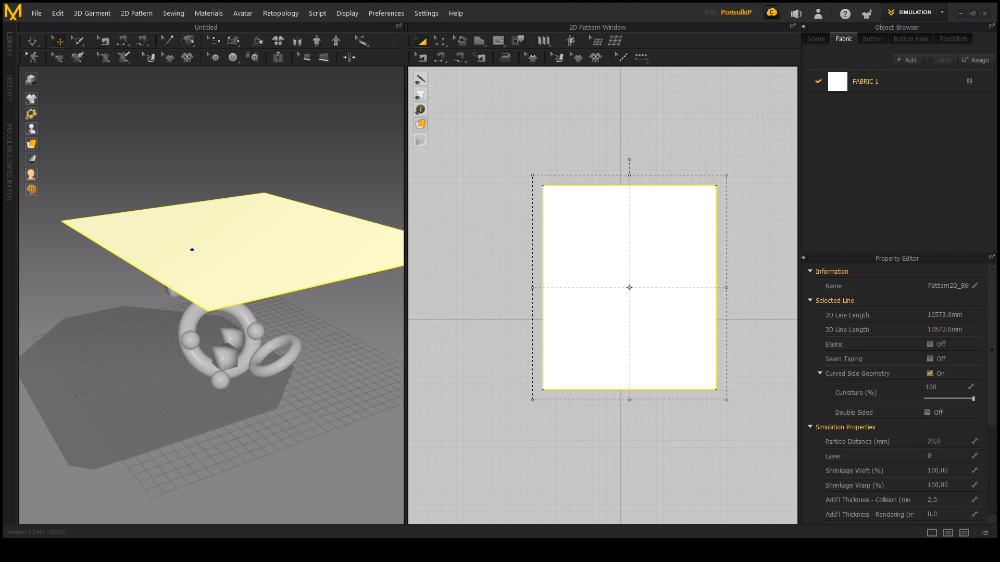 File Edit 3D Garment 2D Pattern Sewing Materials Avatar Retopology Script Display Preferences Settings Help
Hello, PorisulkiP
SIMULATION
Untitled
2D Pattern Window
Object Browser
LIBRARY
HISTORY
MODULAR CONFIGURATOR
Scene Fabric Button Button Hole TopStitch
+ Add Copy Assign
FABRIC 1
Property Editor
Information
Name Pattern2D_86
Selected Line
2D Line Length 10573.0mm
3D Line Length 10573.0mm
Elastic Off
Seam Taping Off
Curved Side Geometry On
Curvature (%) 100
Double Sided Off
Simulation Properties
Particle Distance (mm) 20,0
Layer 0
Shrinkage Weft (%) 100,00
Shrinkage Warp (%) 100,00
Add'l Thickness - Collision (mn 2,5
Add'l Thickness - Rendering (m 0,0
Version: 6.0.491 (r32683)
3D 2D